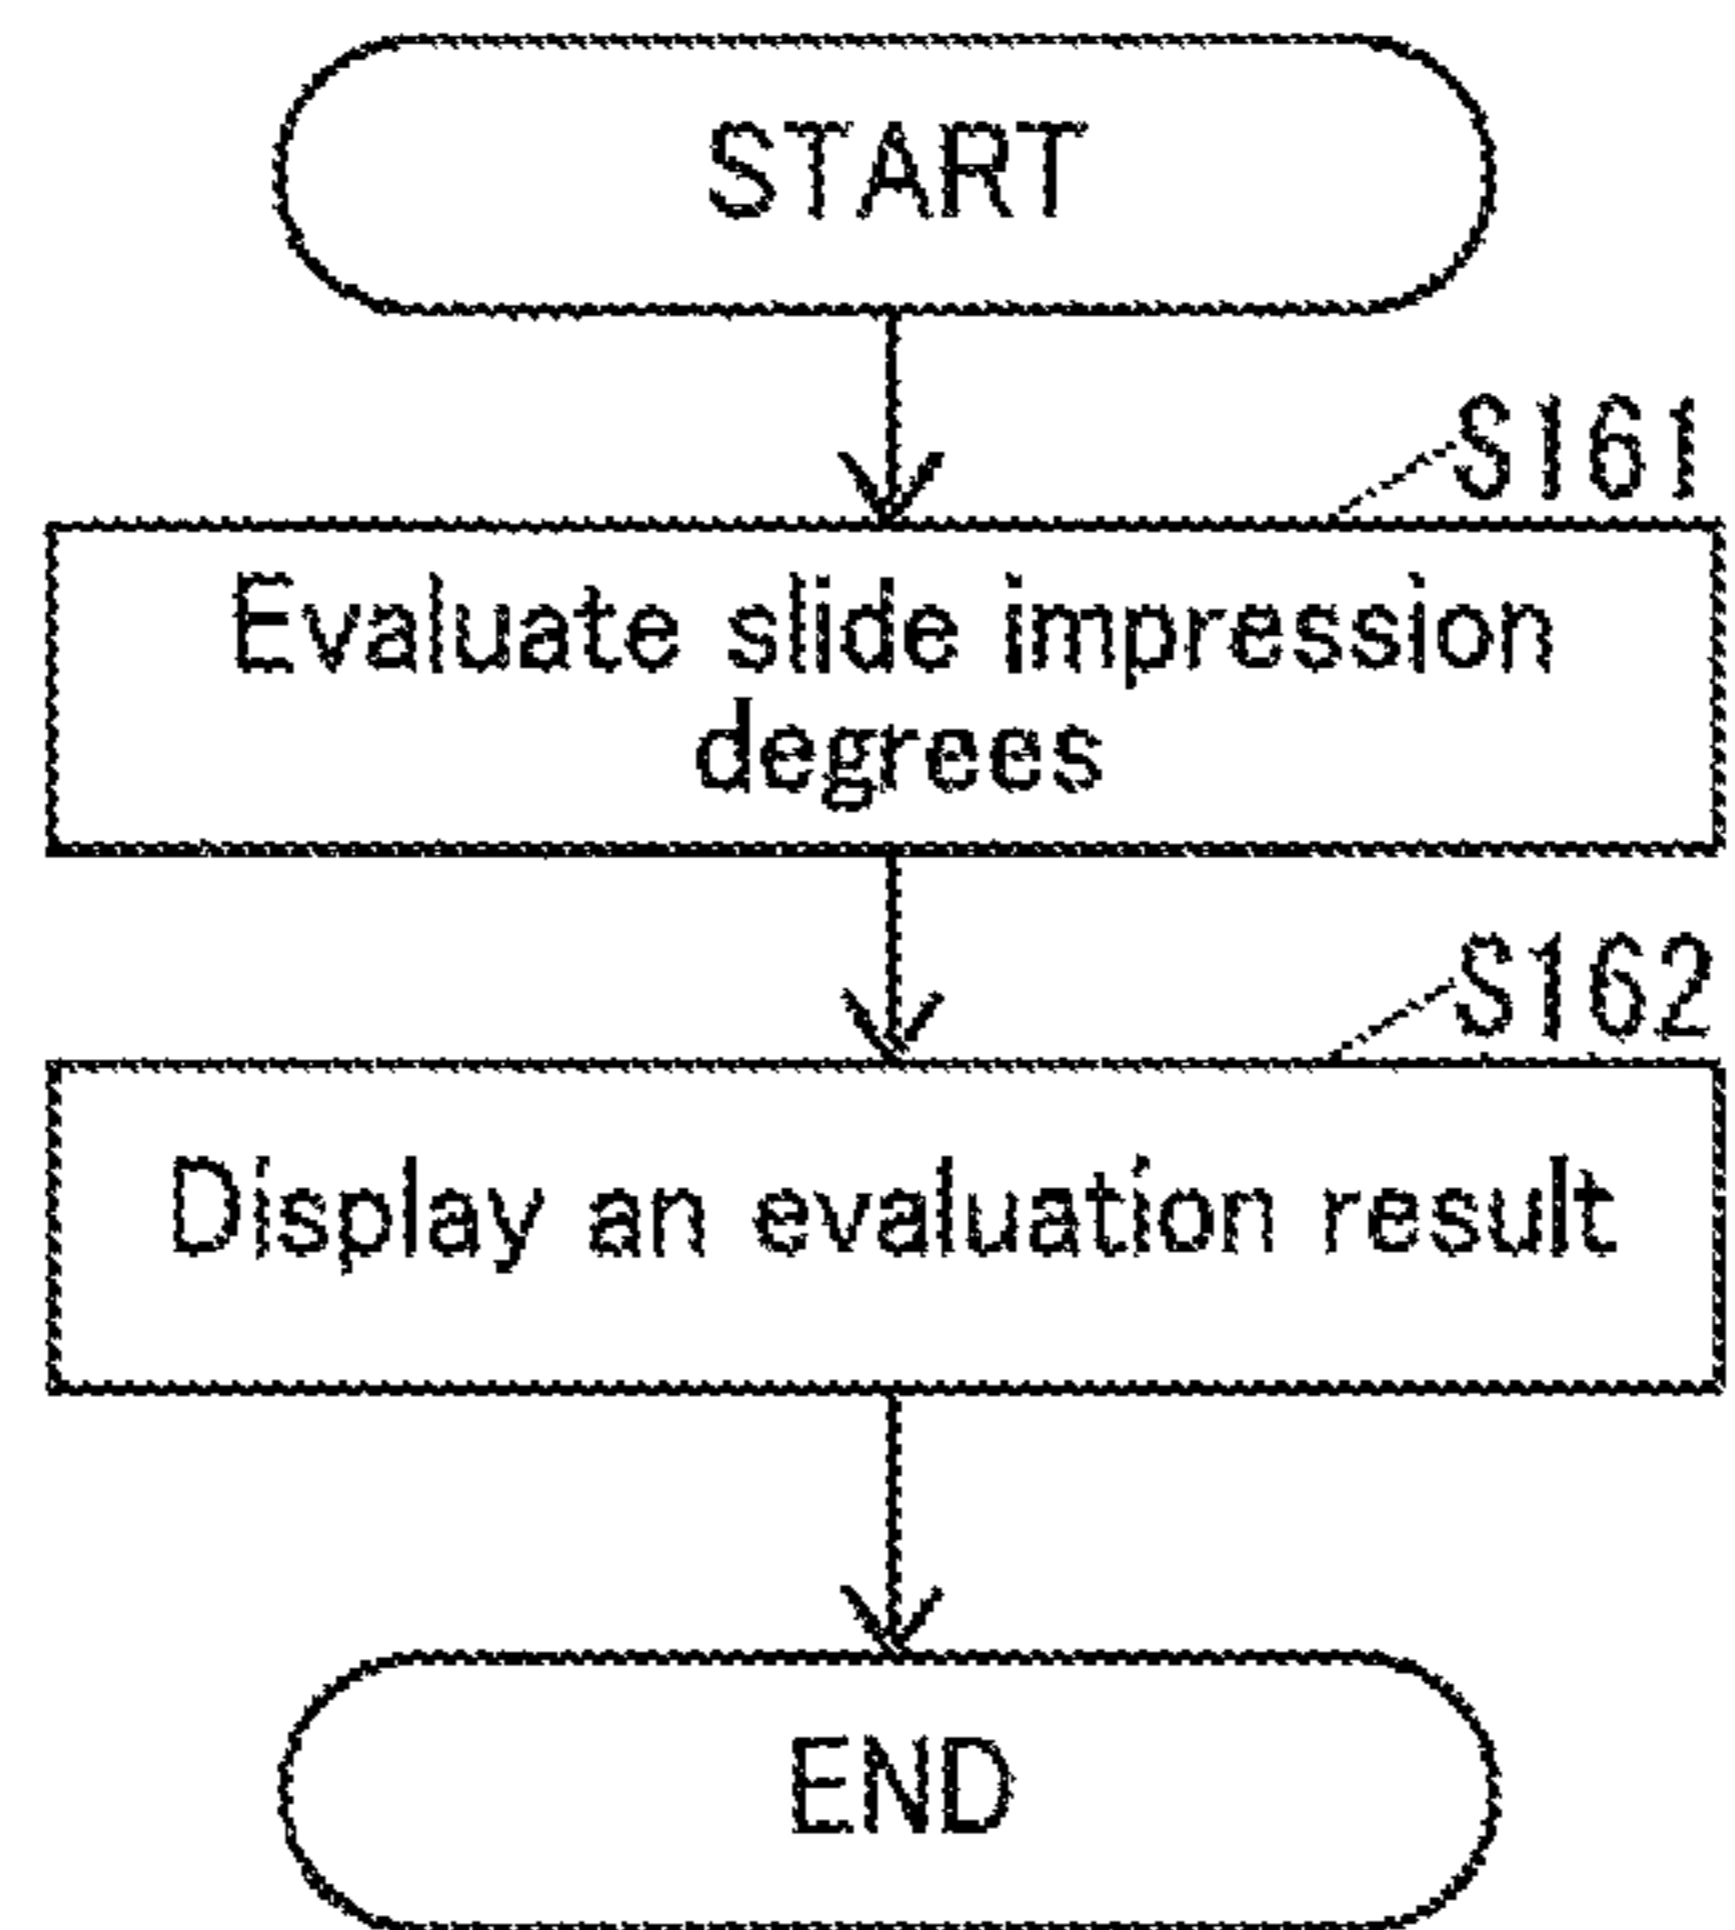 START
S161
Evaluate slide impression
degrees
S162
Display an evaluation result
END